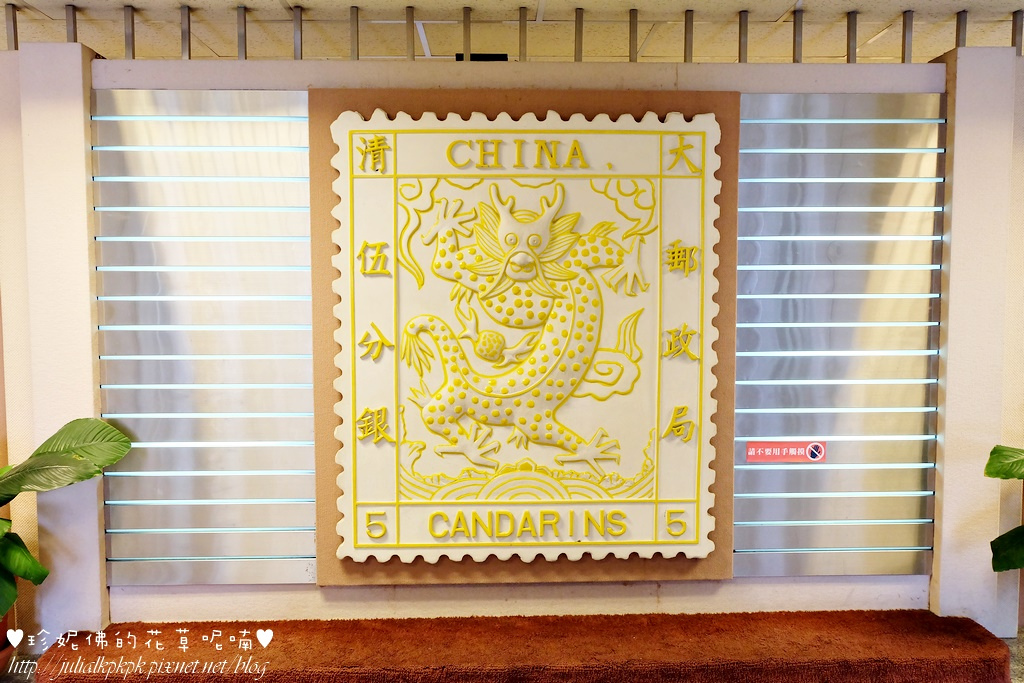 大清
CHINA
郵政局
伍分銀
5 CANDARINS 5
請不要用手觸摸
♥珍妮佛的花草呢喃♥
http://julialkpkpk.pixnet.net/blog